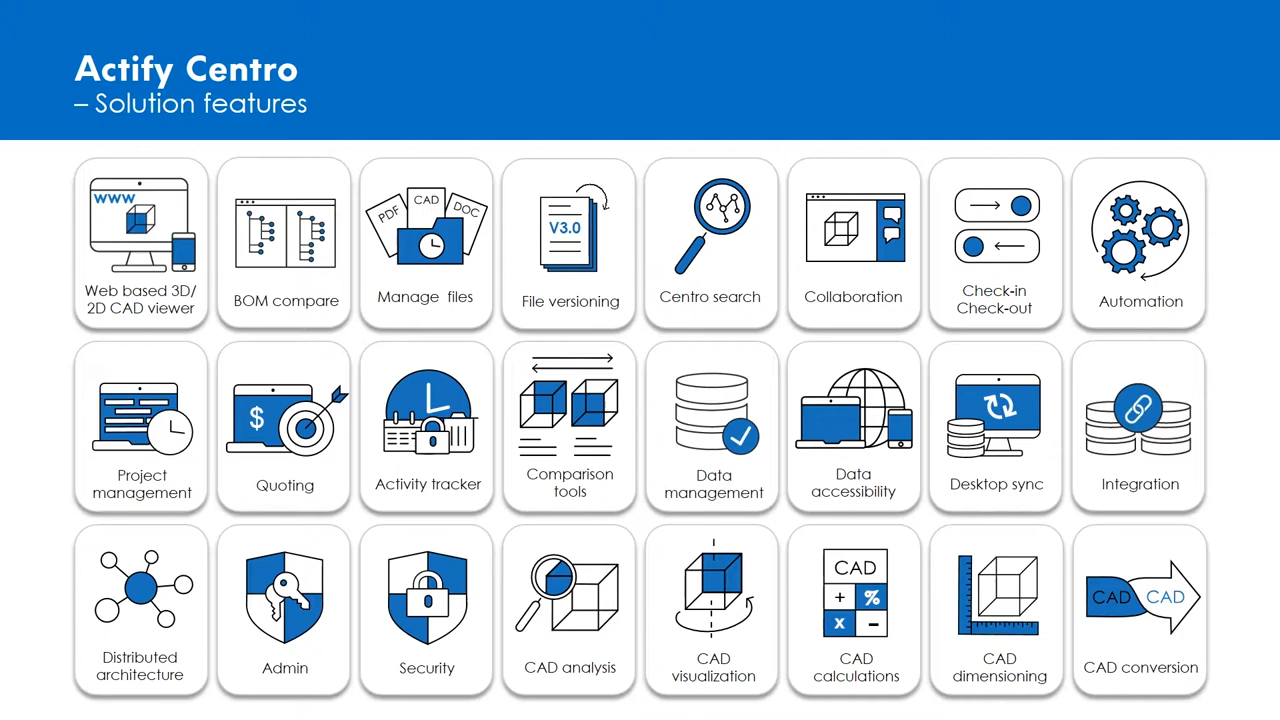 Actify Centro
– Solution features
WWW
Web based 3D/
2D CAD viewer
BOM compare
PDF
CAD
DOC
Manage files
V3.0
File versioning
Centro search
Collaboration
Check-in
Check-out
Automation
Project
management
$
Quoting
Activity tracker
Comparison
tools
Data
management
Data
accessibility
Desktop sync
Integration
Distributed
architecture
Admin
Security
CAD analysis
CAD
visualization
CAD
+ %
x -
CAD
calculations
CAD
dimensioning
CAD CAD
CAD conversion